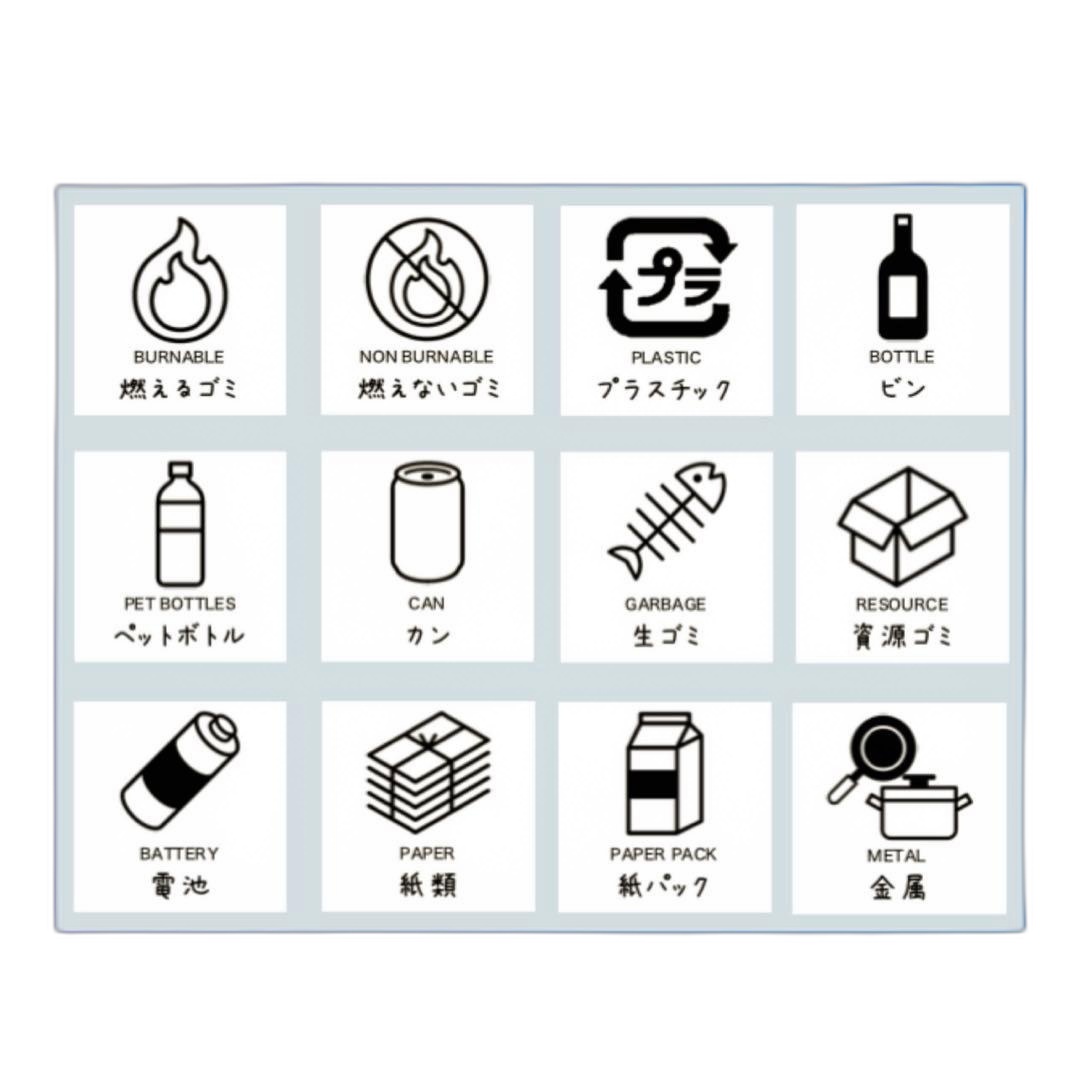 BURNABLE
燃えるゴミ
NON BURNABLE
燃えないゴミ
プラ
PLASTIC
プラスチック
BOTTLE
ビン
PET BOTTLES
ペットボトル
CAN
カン
GARBAGE
生ゴミ
RESOURCE
資源ゴミ
BATTERY
電池
PAPER
紙類
PAPER PACK
紙パック
METAL
金属